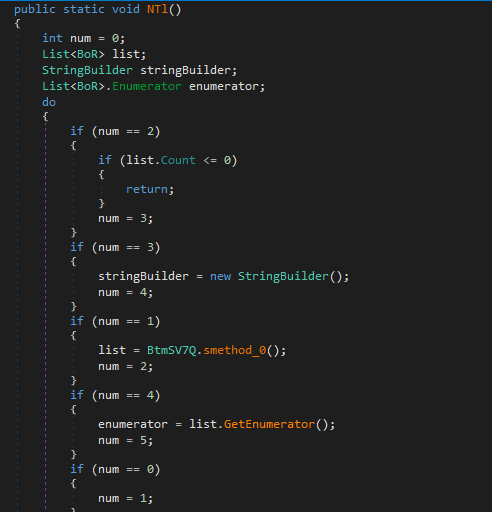 public static void NTl()
{
    int num = 0;
    List<BoR> list;
    StringBuilder stringBuilder;
    List<BoR>.Enumerator enumerator;
    do
    {
        if (num == 2)
        {
            if (list.Count <= 0)
            {
                return;
            }
            num = 3;
        }
        if (num == 3)
        {
            stringBuilder = new StringBuilder();
            num = 4;
        }
        if (num == 1)
        {
            list = BtmSV7Q.smethod_0();
            num = 2;
        }
        if (num == 4)
        {
            enumerator = list.GetEnumerator();
            num = 5;
        }
        if (num == 0)
        {
            num = 1;
        }